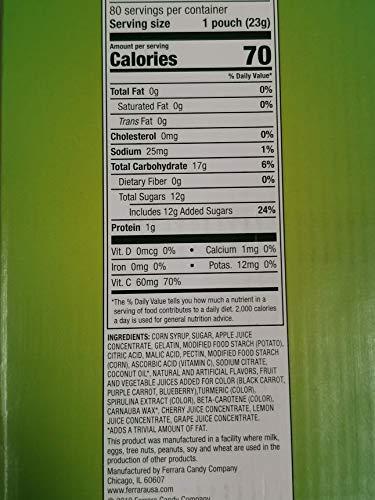 80 servings per container
Serving size 1 pouch (23g)
Amount per serving
Calories 70
% Daily Value*
Total Fat 0g 0%
Saturated Fat 0g 0%
Trans Fat 0g
Cholesterol 0mg 0%
Sodium 25mg 1%
Total Carbohydrate 17g 6%
Dietary Fiber 0g 0%
Total Sugars 12g
Includes 12g Added Sugars 24%
Protein 1g
Vit. D 0mcg 0% • Calcium 1mg 0%
Iron 0mg 0% • Potas. 12mg 0%
Vit. C 60mg 70%
*The % Daily Value tells you how much a nutrient in a
serving of food contributes to a daily diet. 2,000 calories
a day is used for general nutrition advice.
INGREDIENTS: CORN SYRUP, SUGAR, APPLE JUICE
CONCENTRATE, GELATIN, MODIFIED FOOD STARCH (POTATO),
CITRIC ACID, MALIC ACID, PECTIN, MODIFIED FOOD STARCH
(CORN), ASCORBIC ACID (VITAMIN C), SODIUM CITRATE,
COCONUT OIL*, NATURAL AND ARTIFICIAL FLAVORS, FRUIT
AND VEGETABLE JUICES ADDED FOR COLOR (BLACK CARROT,
PURPLE CARROT, BLUEBERRY),TURMERIC (COLOR),
SPIRULINA EXTRACT (COLOR), BETA-CAROTENE (COLOR),
CARNAUBA WAX*, CHERRY JUICE CONCENTRATE, LEMON
JUICE CONCENTRATE, GRAPE JUICE CONCENTRATE.
*ADDS A TRIVIAL AMOUNT OF FAT.
This product was manufactured in a facility where milk,
eggs, tree nuts, peanuts, soy and wheat are used in the
production of other products.
Manufactured by Ferrara Candy Company
Chicago, IL 60607
www.ferrarausa.com
Ferrara Candy Company